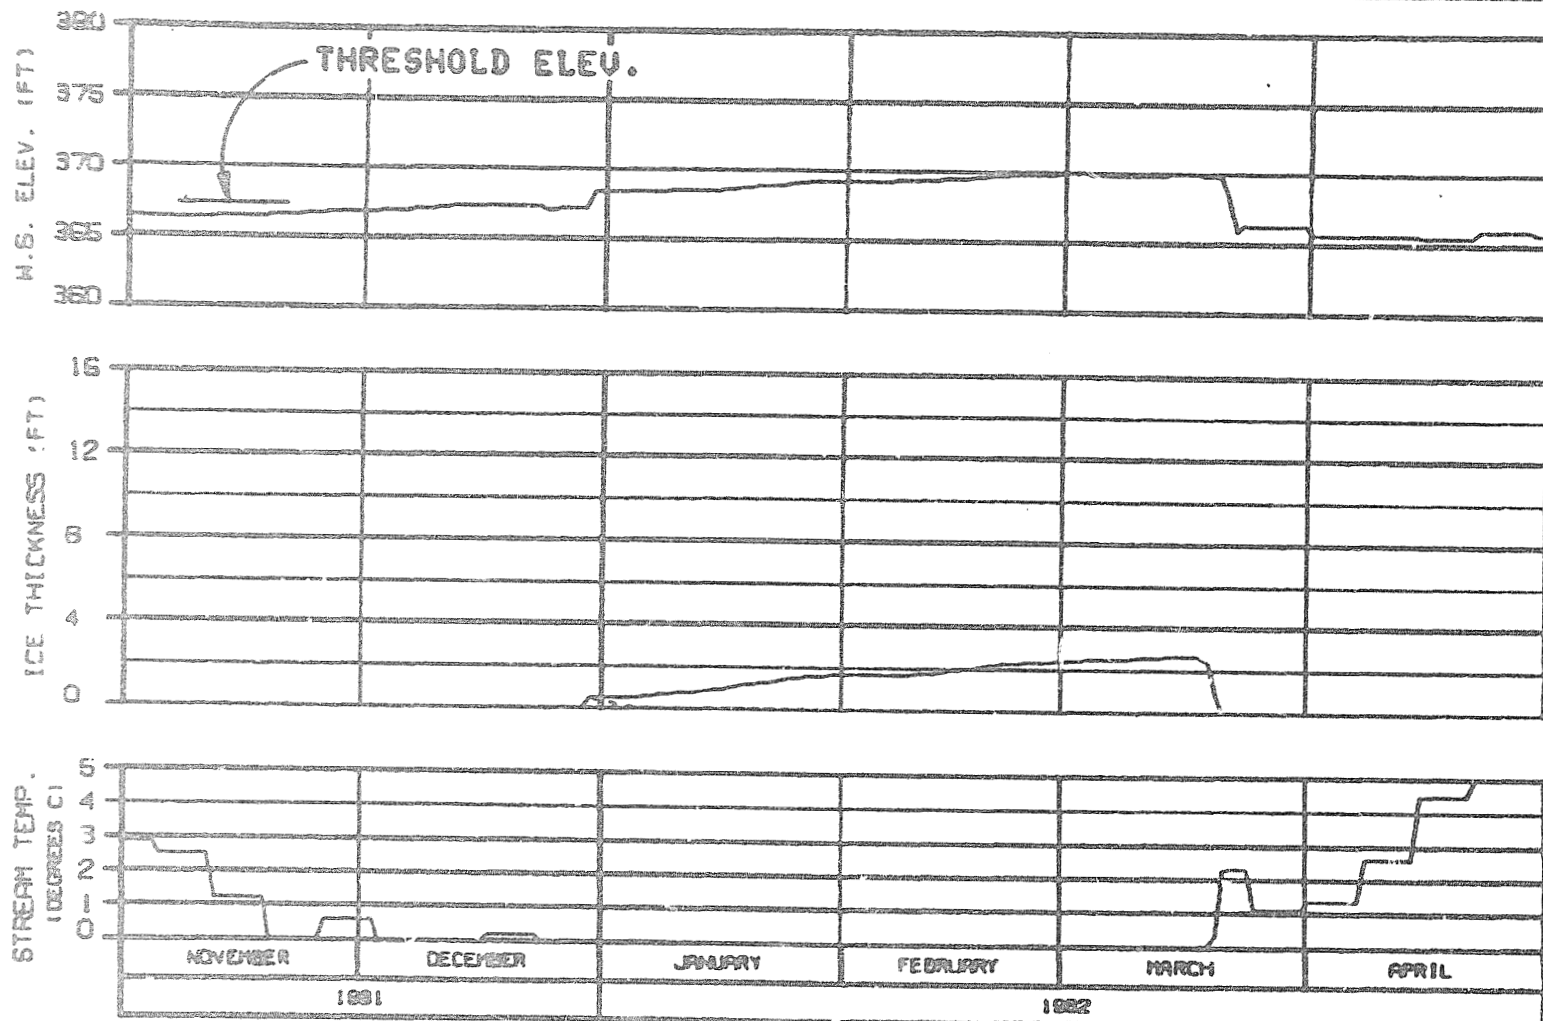 380
THRESHOLD ELEV.
375
370
365
360
W.S. ELEV. (FT)
16
12
8
4
0
ICE THICKNESS (FT)
5
4
3
2
1
0
STREAM TEMP.
(DEGREES C)
NOVEMBER DECEMBER JANUARY FEBRUARY MARCH APRIL
1981 1982